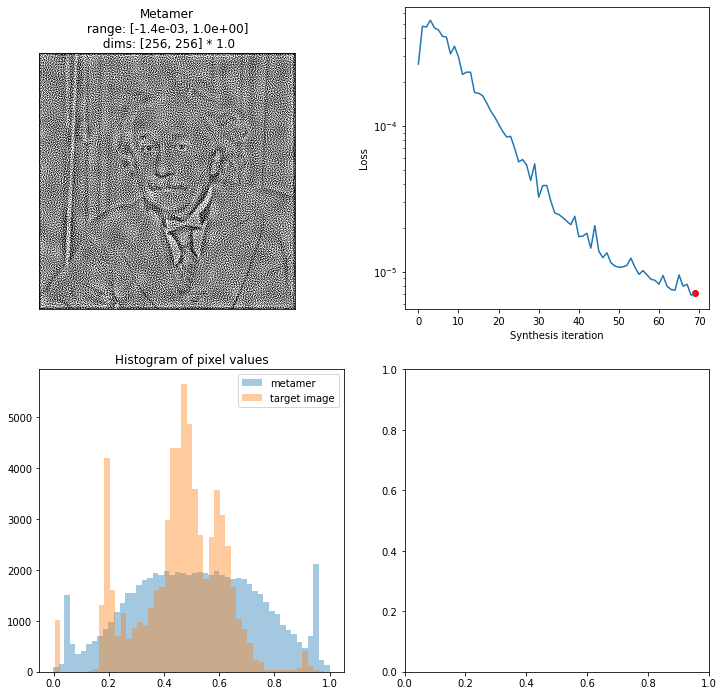 Metamer
range: [-1.4e-03, 1.0e+00]
dims: [256, 256] * 1.0
Loss
10⁻⁴
10⁻⁵
0 10 20 30 40 50 60 70
Synthesis iteration
Histogram of pixel values
metamer
target image
5000
4000
3000
2000
1000
0
0.0 0.2 0.4 0.6 0.8 1.0
1.0
0.8
0.6
0.4
0.2
0.0
0.0 0.2 0.4 0.6 0.8 1.0